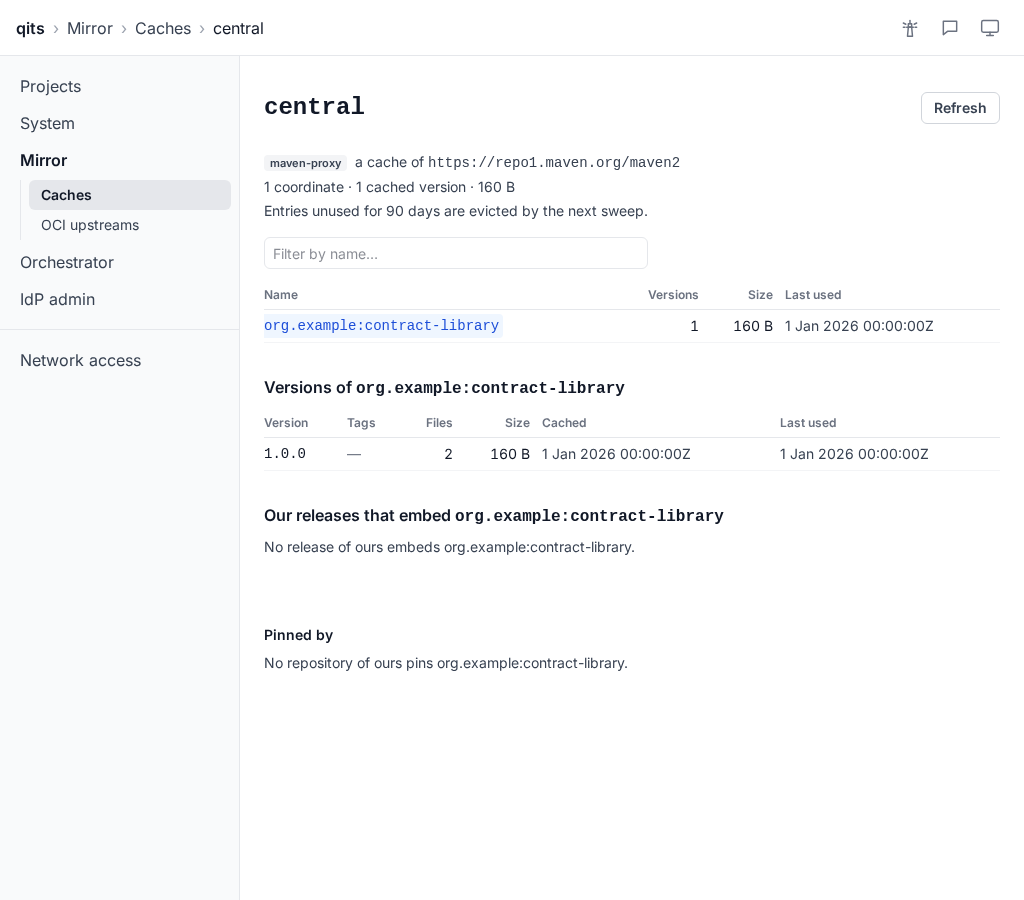 qits › Mirror › Caches › central
Projects
System
Mirror
Caches
OCI upstreams
Orchestrator
IdP admin
Network access
central
Refresh
maven-proxy a cache of https://repo1.maven.org/maven2
1 coordinate · 1 cached version · 160 B
Entries unused for 90 days are evicted by the next sweep.
Filter by name...
Name Versions Size Last used
org.example:contract-library 1 160 B 1 Jan 2026 00:00:00Z
Versions of org.example:contract-library
Version Tags Files Size Cached Last used
1.0.0 — 2 160 B 1 Jan 2026 00:00:00Z 1 Jan 2026 00:00:00Z
Our releases that embed org.example:contract-library
No release of ours embeds org.example:contract-library.
Pinned by
No repository of ours pins org.example:contract-library.